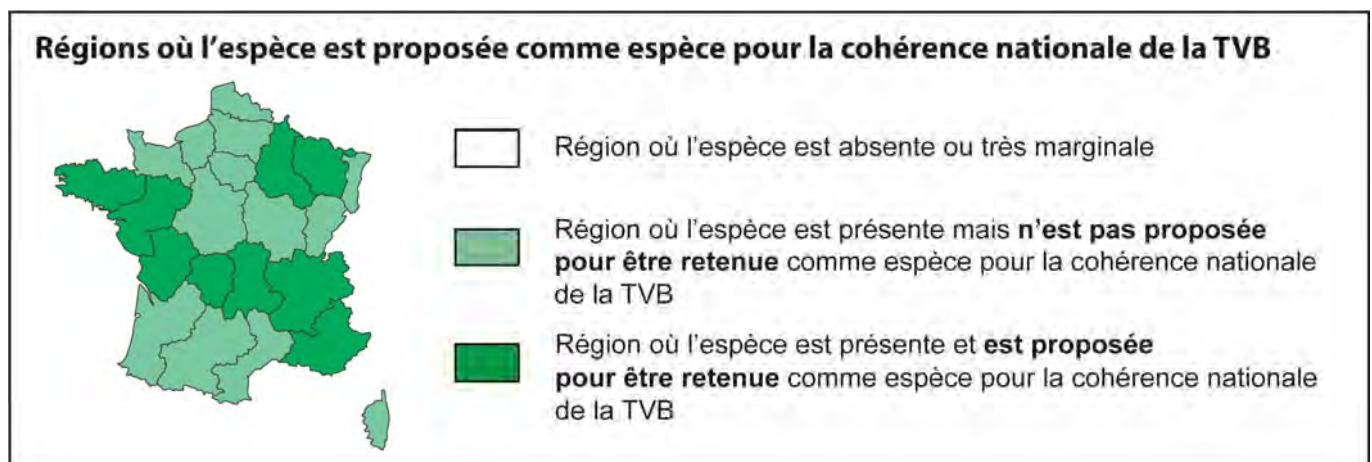 Régions où l'espèce est proposée comme espèce pour la cohérence nationale de la TVB
Région où l'espèce est absente ou très marginale
Région où l'espèce est présente mais n'est pas proposée
pour être retenue comme espèce pour la cohérence nationale
de la TVB
Région où l'espèce est présente et est proposée
pour être retenue comme espèce pour la cohérence nationale
de la TVB